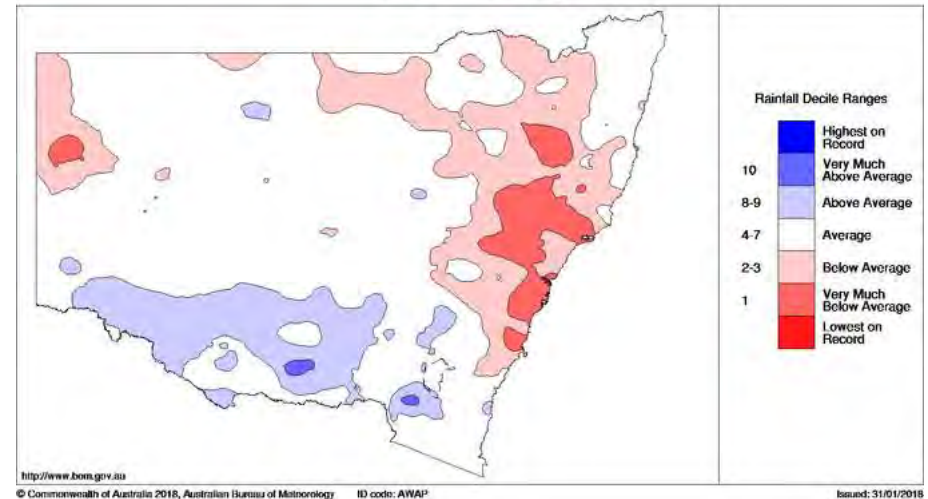 Rainfall Decile Ranges
Highest on
Record
10
Very Much
Above Average
8-9
Above Average
4-7
Average
2-3
Below Average
1
Very Much
Below Average
Lowest on
Record
http://www.bom.gov.au
© Commonwealth of Australia 2018, Australian Bureau of Meteorology
ID code: AWAP
Issued: 31/01/2018